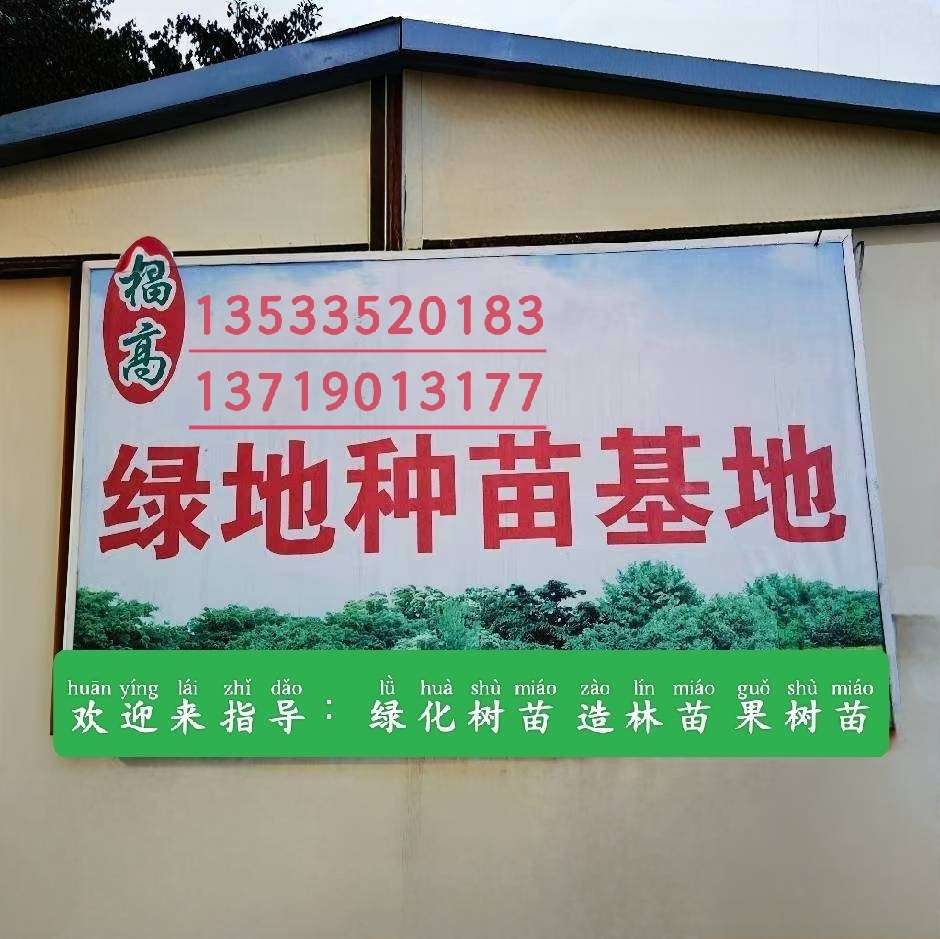 榅高
13533520183
13719013177
绿地种苗基地
huān yíng lái zhǐ dǎo lǜ huà shù miáo zào lín miáo guǒ shù miáo
欢迎来指导：绿化树苗 造林苗 果树苗